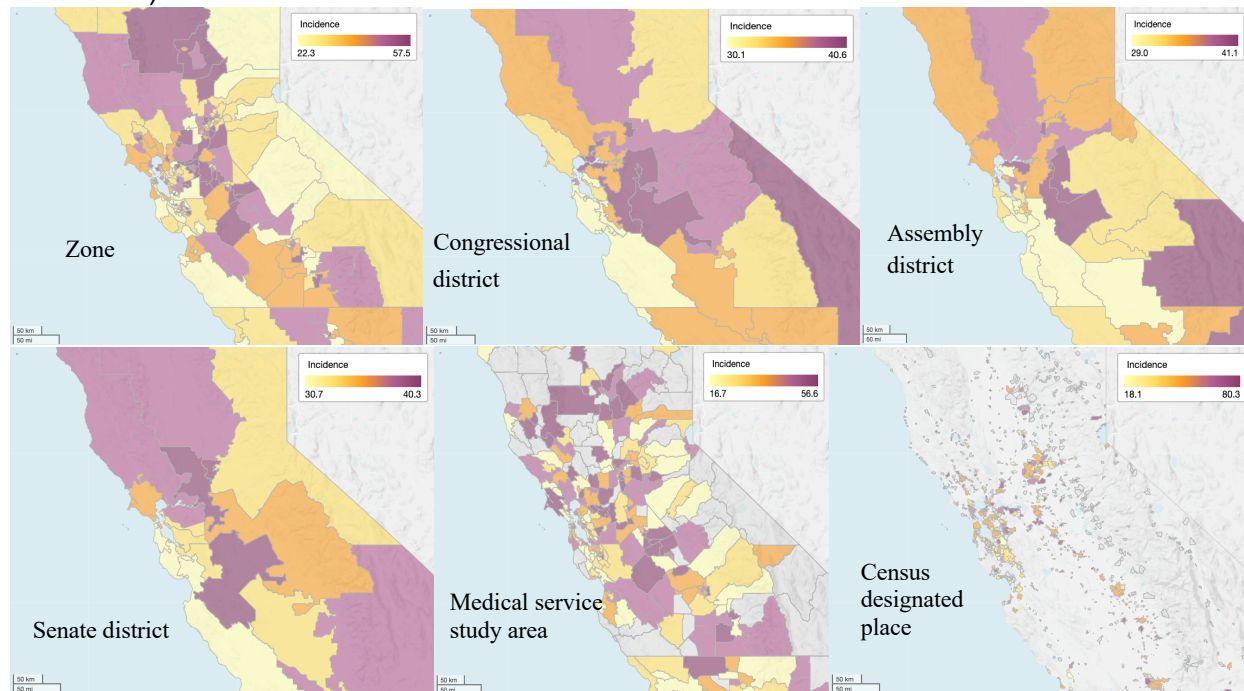 Incidence
22.3 57.5
Zone
50 km
50 mi
Incidence
30.1 40.6
Congressional
district
50 km
50 mi
Incidence
29.0 41.1
Assembly
district
50 km
50 mi
Incidence
30.7 40.3
Senate district
50 km
50 mi
Incidence
16.7 56.6
Medical service
study area
50 km
50 mi
Incidence
18.1 80.3
Census
designated
place
50 km
50 mi